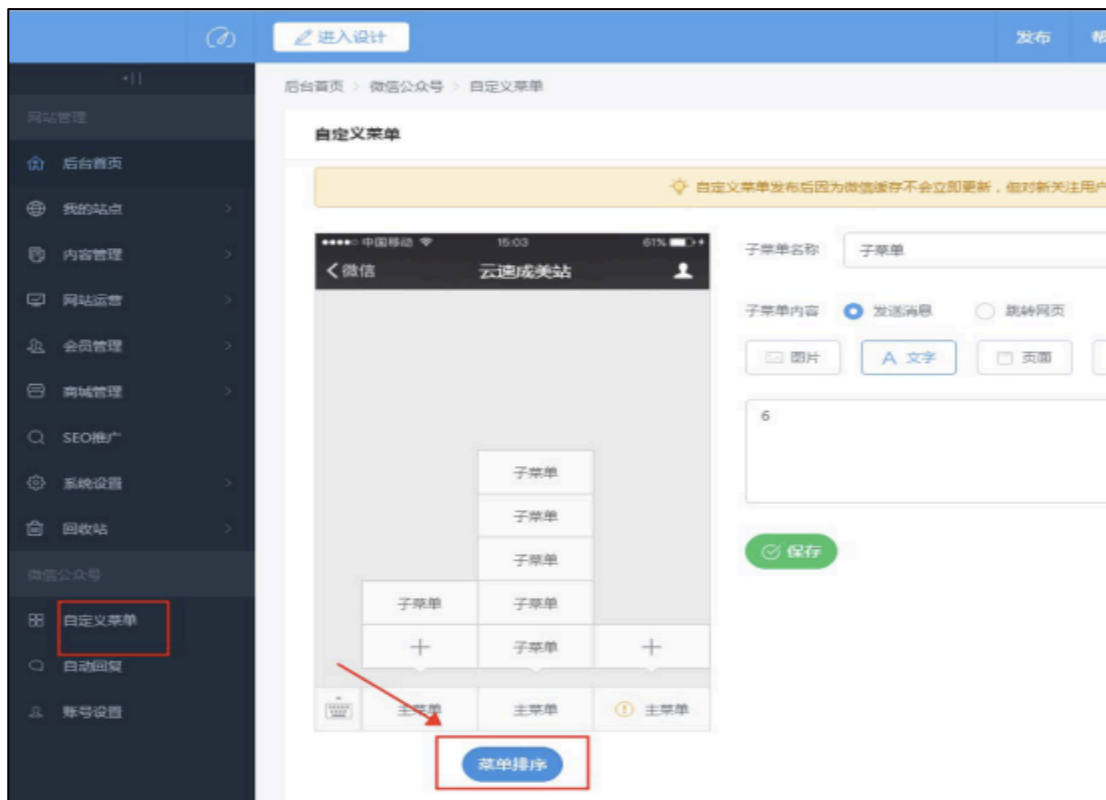 进入设计
发布
后台首页 > 微信公众号 > 自定义菜单
网站管理
自定义菜单
后台首页
自定义菜单发布后因为微信缓存不会立即更新，但对新关注用户
我的站点
中国移动 15:03 61%
子菜单名称 子菜单
内容管理
微信 云速成美站
网站运营
子菜单内容 发送消息 跳转网页
会员管理
图片 A 文字 页面
商城管理
6
SEO推广
子菜单
系统设置
子菜单
回收站
子菜单
保存
微信公众号
子菜单 子菜单
自定义菜单
子菜单
自动回复
账号设置
主菜单 主菜单 主菜单
菜单排序